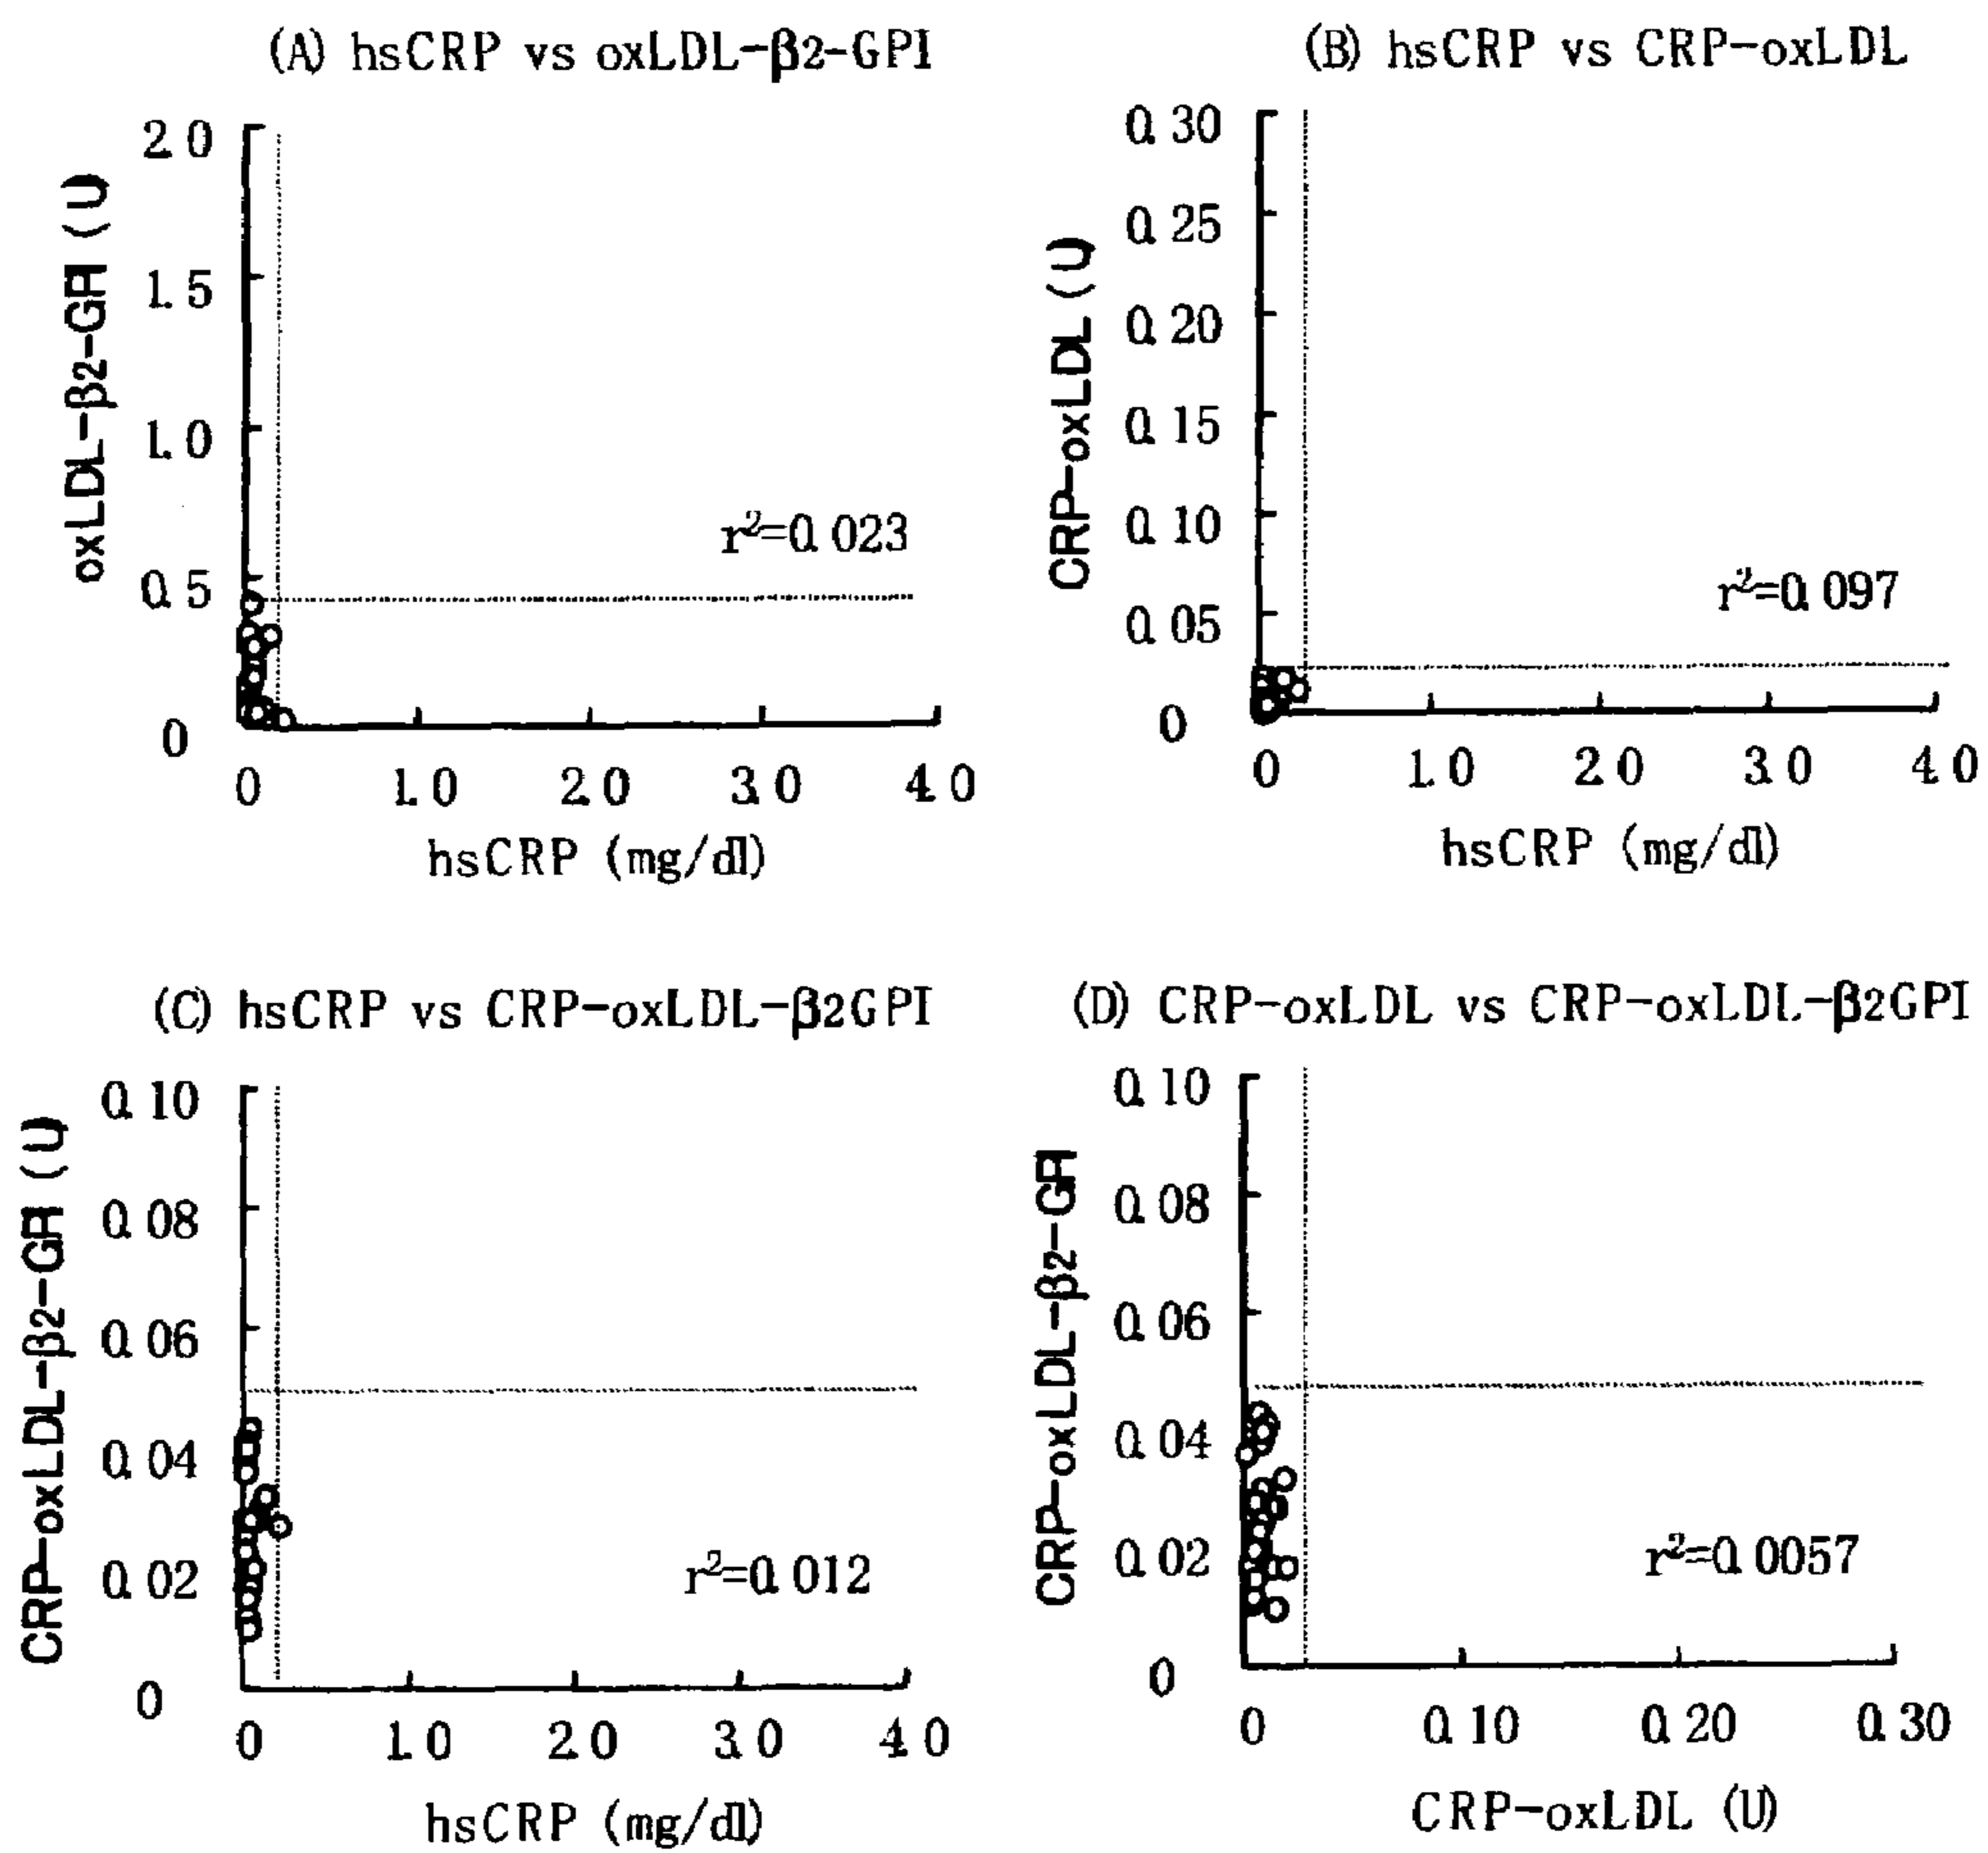 (A) hsCRP vs oxLDL-β2-GPI
oxLDL-β2-GPI (U)
2.0
1.5
1.0
0.5
0
r²=0.023
0 1.0 2.0 3.0 4.0
hsCRP (mg/dl)
(B) hsCRP vs CRP-oxLDL
CRP-oxLDL (U)
0.30
0.25
0.20
0.15
0.10
0.05
0
r²=0.097
0 1.0 2.0 3.0 4.0
hsCRP (mg/dl)
(C) hsCRP vs CRP-oxLDL-β2GPI
CRP-oxLDL-β2-GPI (U)
0.10
0.08
0.06
0.04
0.02
0
r²=0.012
0 1.0 2.0 3.0 4.0
hsCRP (mg/dl)
(D) CRP-oxLDL vs CRP-oxLDL-β2GPI
CRP-oxLDL-β2-GPI
0.10
0.08
0.06
0.04
0.02
0
r²=0.0057
0 0.10 0.20 0.30
CRP-oxLDL (U)